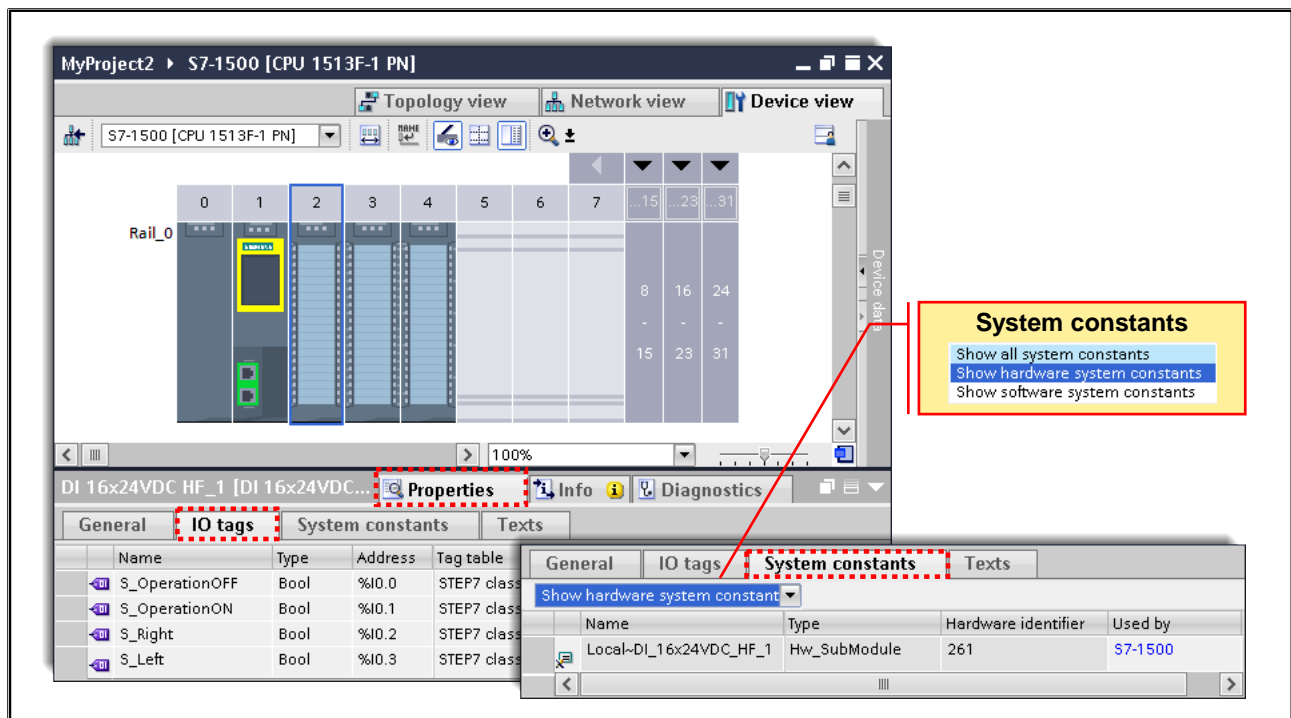 MyProject2 ▸ S7-1500 [CPU 1513F-1 PN]
Topology view Network view Device view
S7-1500 [CPU 1513F-1 PN]
0 1 2 3 4 5 6 7 ...15 ...23 ...31
Rail_0
SIEMENS
8 16 24
- - -
15 23 31
Device data
System constants
Show all system constants
Show hardware system constants
Show software system constants
100%
DI 16x24VDC HF_1 [DI 16x24VDC... Properties Info Diagnostics
General IO tags System constants Texts
Name Type Address Tag table
S_OperationOFF Bool %I0.0 STEP7 class
S_OperationON Bool %I0.1 STEP7 class
S_Right Bool %I0.2 STEP7 class
S_Left Bool %I0.3 STEP7 class
General IO tags System constants Texts
Show hardware system constant
Name Type Hardware identifier Used by
Local~DI_16x24VDC_HF_1 Hw_SubModule 261 S7-1500